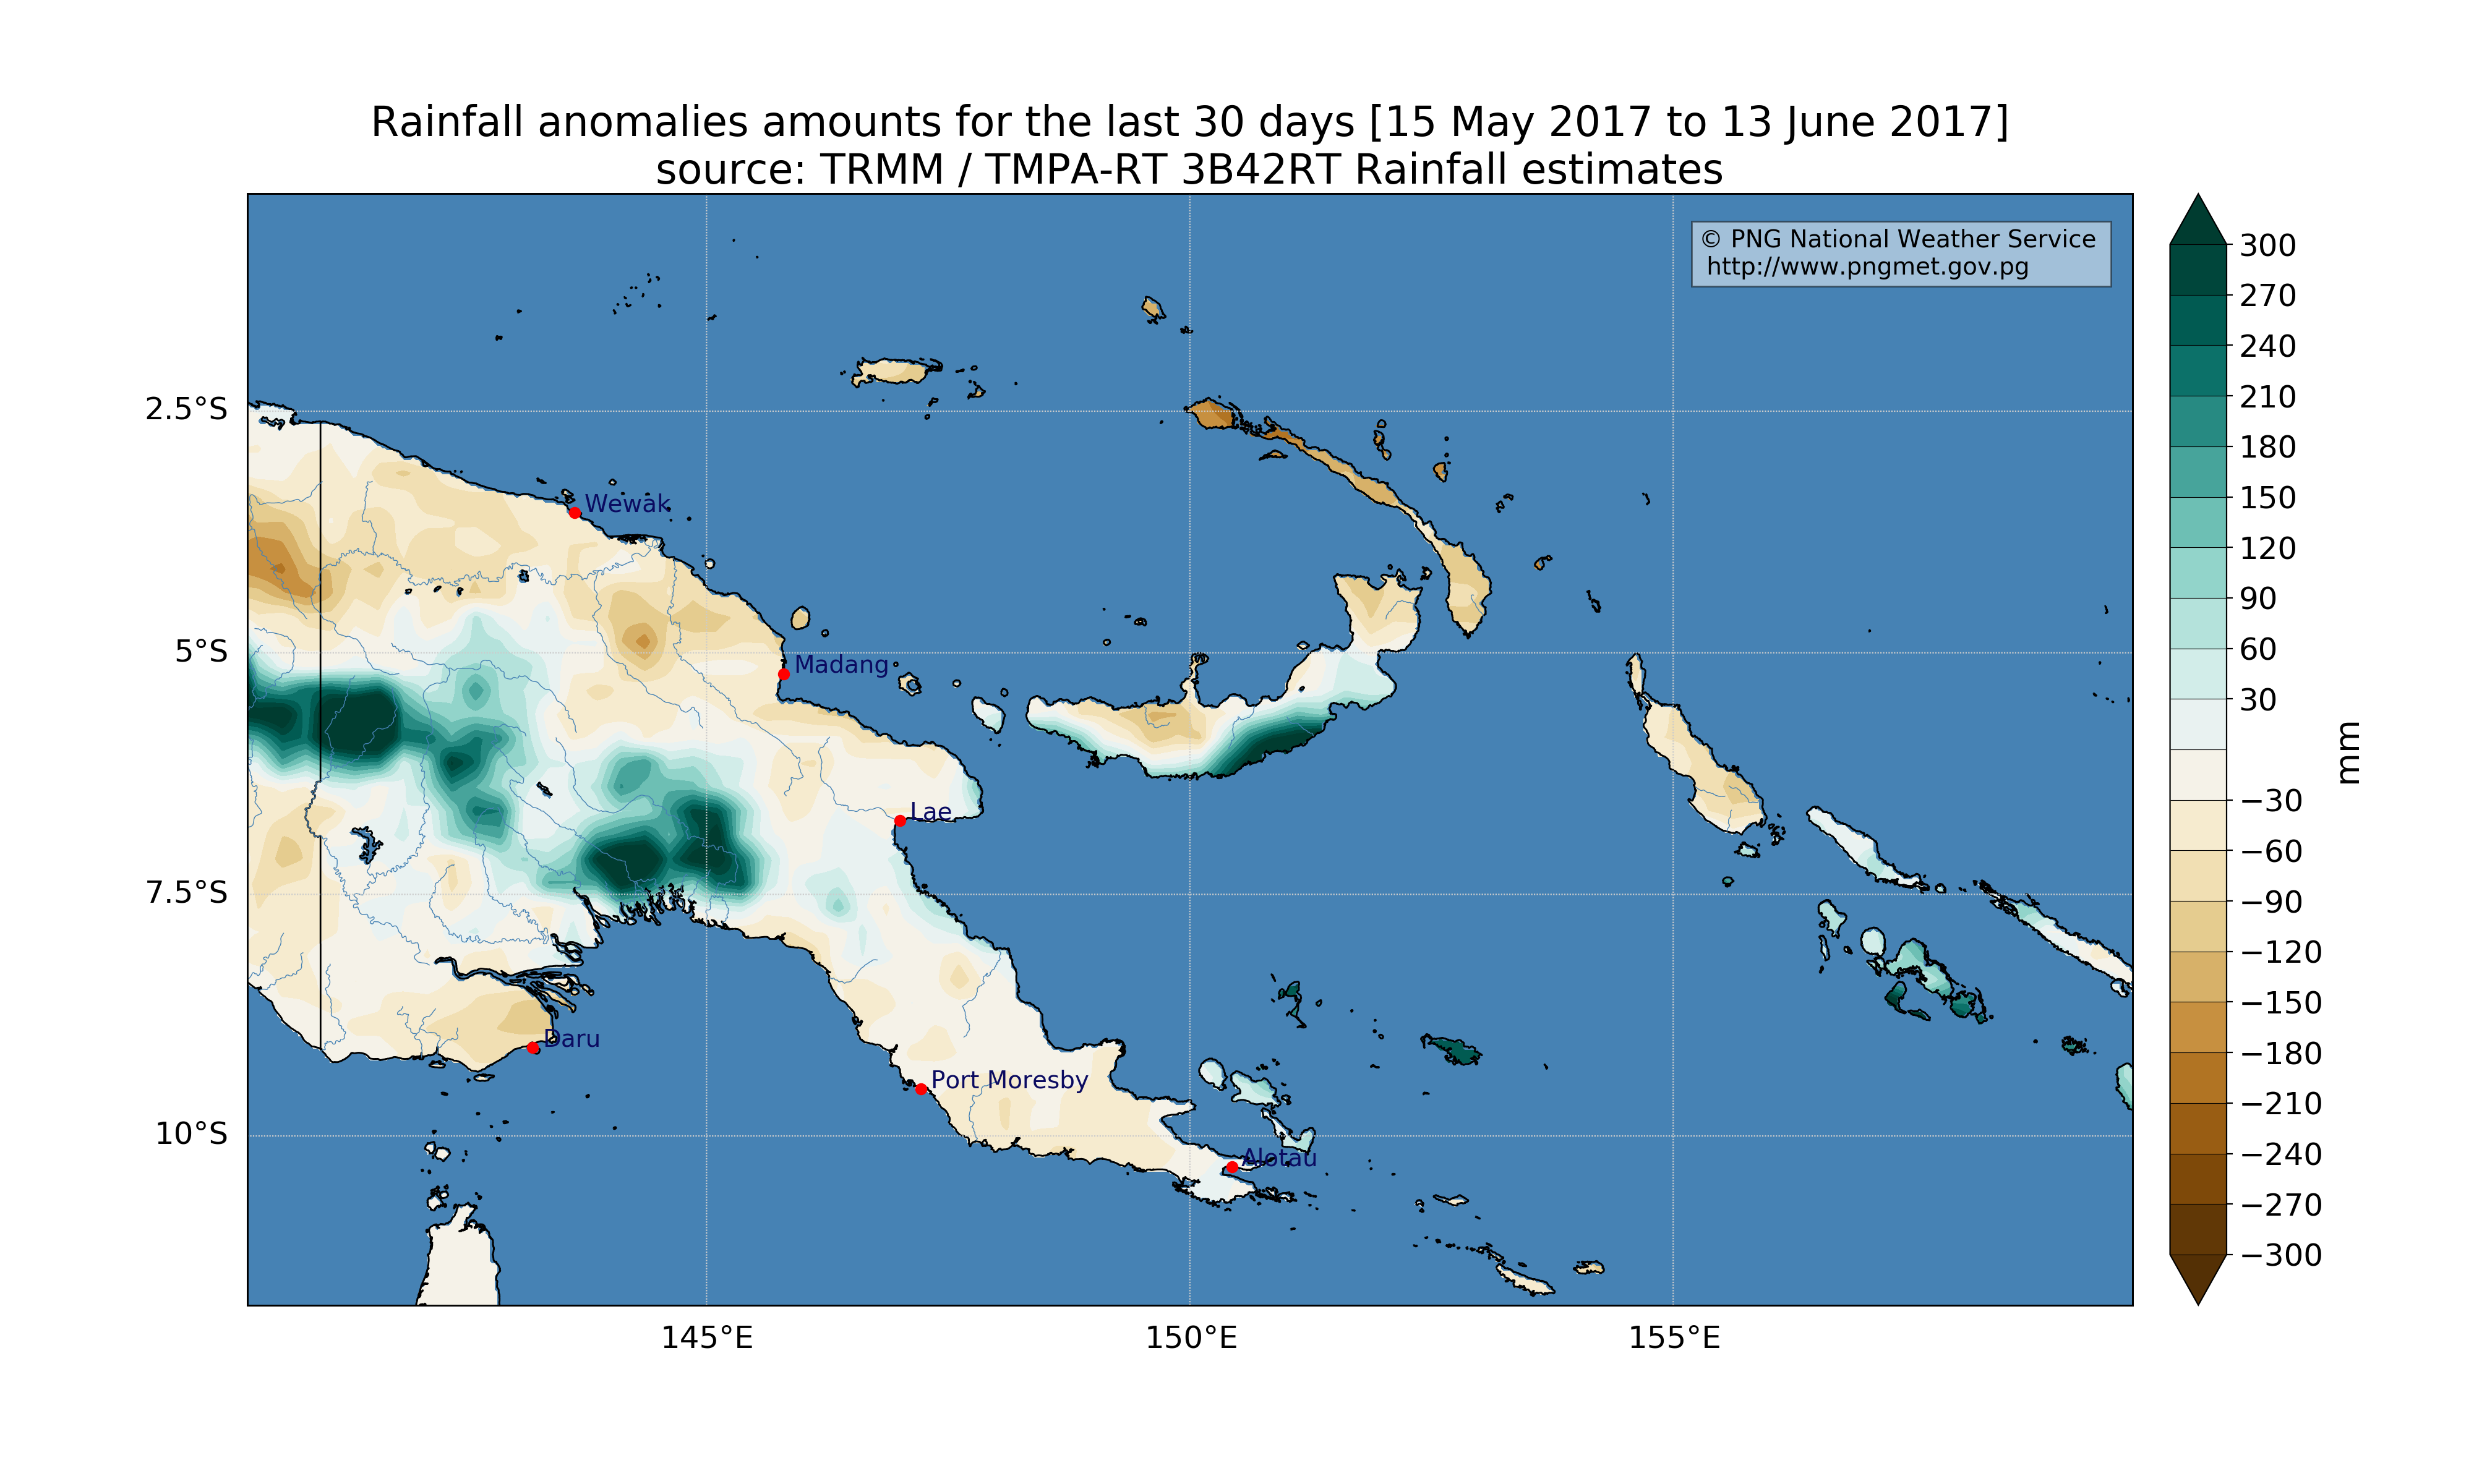 Rainfall anomalies amounts for the last 30 days [15 May 2017 to 13 June 2017]
source: TRMM / TMPA-RT 3B42RT Rainfall estimates
© PNG National Weather Service
http://www.pngmet.gov.pg
2.5°S
5°S
7.5°S
10°S
Wewak
Madang
Lae
Daru
Port Moresby
Alotau
145°E
150°E
155°E
300
270
240
210
180
150
120
90
60
30
−30
−60
−90
−120
−150
−180
−210
−240
−270
−300
mm